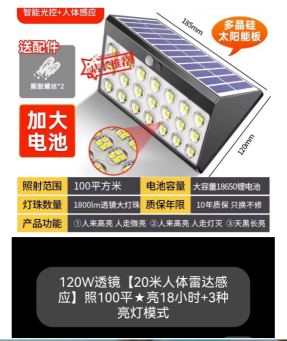 智能光控+人体感应
185mm
多晶硅
太阳能板
送配件
膨胀螺丝*2
加大
电池
120mm
照射范围 100平方米 电池容量 大容量18650锂电池
灯珠数量 1800lm透镜大灯珠 质保年限 10年质保 只换不修
产品功能 ①人来高亮 人走微亮 ②人来高亮 人走灯灭 ③天黑长亮
120W透镜【20米人体雷达感
应】照100平★亮18小时+3种
亮灯模式